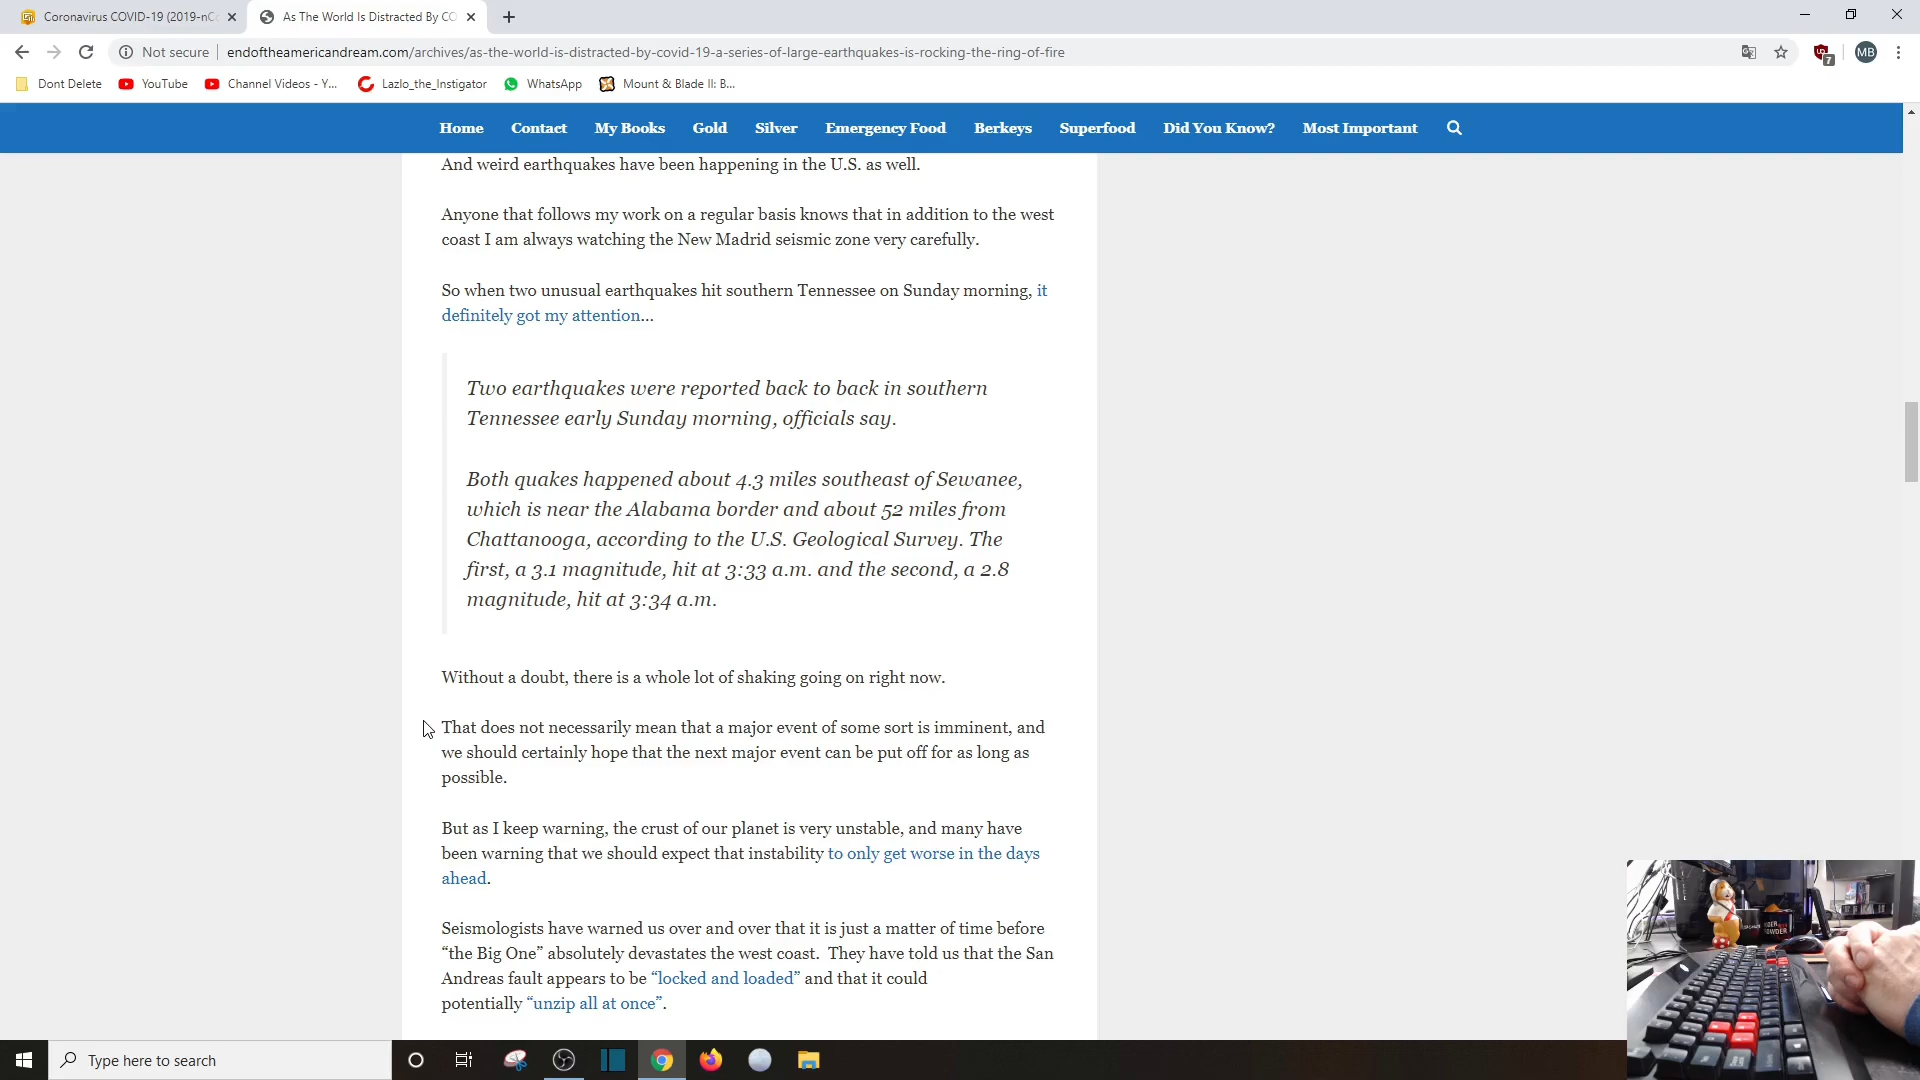 Coronavirus COVID-19 (2019-nC
As The World Is Distracted By CO
Not secure
endoftheamericandream.com/archives/as-the-world-is-distracted-by-covid-19-a-series-of-large-earthquakes-is-rocking-the-ring-of-fire
7
MB
Dont Delete
YouTube
Channel Videos - Y...
Lazlo_the_Instigator
WhatsApp
Mount & Blade II: B...
Home Contact My Books Gold Silver Emergency Food Berkeys Superfood Did You Know? Most Important
And weird earthquakes have been happening in the U.S. as well.
Anyone that follows my work on a regular basis knows that in addition to the west
coast I am always watching the New Madrid seismic zone very carefully.
So when two unusual earthquakes hit southern Tennessee on Sunday morning, it
definitely got my attention…
Two earthquakes were reported back to back in southern
Tennessee early Sunday morning, officials say.
Both quakes happened about 4.3 miles southeast of Sewanee,
which is near the Alabama border and about 52 miles from
Chattanooga, according to the U.S. Geological Survey. The
first, a 3.1 magnitude, hit at 3:33 a.m. and the second, a 2.8
magnitude, hit at 3:34 a.m.
Without a doubt, there is a whole lot of shaking going on right now.
That does not necessarily mean that a major event of some sort is imminent, and
we should certainly hope that the next major event can be put off for as long as
possible.
But as I keep warning, the crust of our planet is very unstable, and many have
been warning that we should expect that instability to only get worse in the days
ahead.
Seismologists have warned us over and over that it is just a matter of time before
“the Big One” absolutely devastates the west coast. They have told us that the San
Andreas fault appears to be “locked and loaded” and that it could
potentially “unzip all at once”.
Type here to search